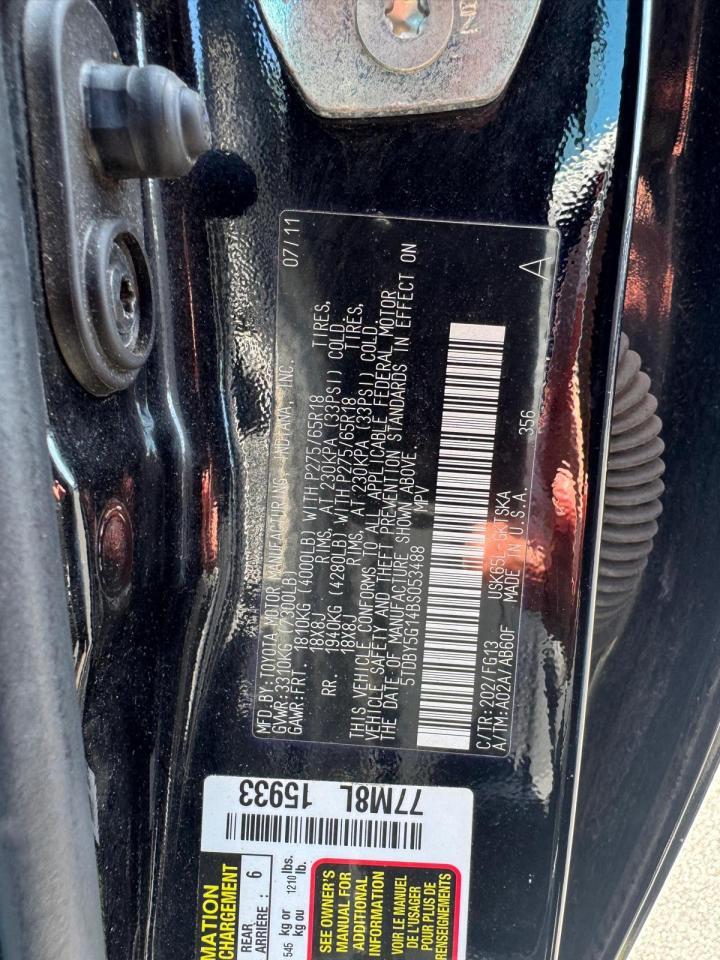 MFD.BY:TOYOTA MOTOR MANUFACTURING, INDIANA, INC. 07/11
GVWR:3310KG(7300LB)
GAWR:FRT. 1810KG (4000LB) WITH P275/65R18 TIRES,
18X8J RIMS, AT 230KPA (33PSI) COLD
RR. 1940KG (4280LB) WITH P275/65R18 TIRES,
18X8J RIMS, AT 230KPA (33PSI) COLD
THIS VEHICLE CONFORMS TO ALL APPLICABLE FEDERAL MOTOR
VEHICLE SAFETY AND THEFT PREVENTION STANDARDS IN EFFECT ON
THE DATE OF MANUFACTURE SHOWN ABOVE.
5TDBY5G14BS053488 MPV
C/TR:202/FG13 USK65L-GKTSKA 356
A/TM:A02A/AB60F MADE IN U.S.A.
A
77M8L
15933
MATION
CHARGEMENT
REAR
ARRIÈRE : 6
545 kg or 1210 lbs.
kg ou lb.
SEE OWNER'S
MANUAL FOR
ADDITIONAL
INFORMATION
VOIR LE MANUEL
DE L'USAGER
POUR PLUS DE
RENSEIGNEMENTS